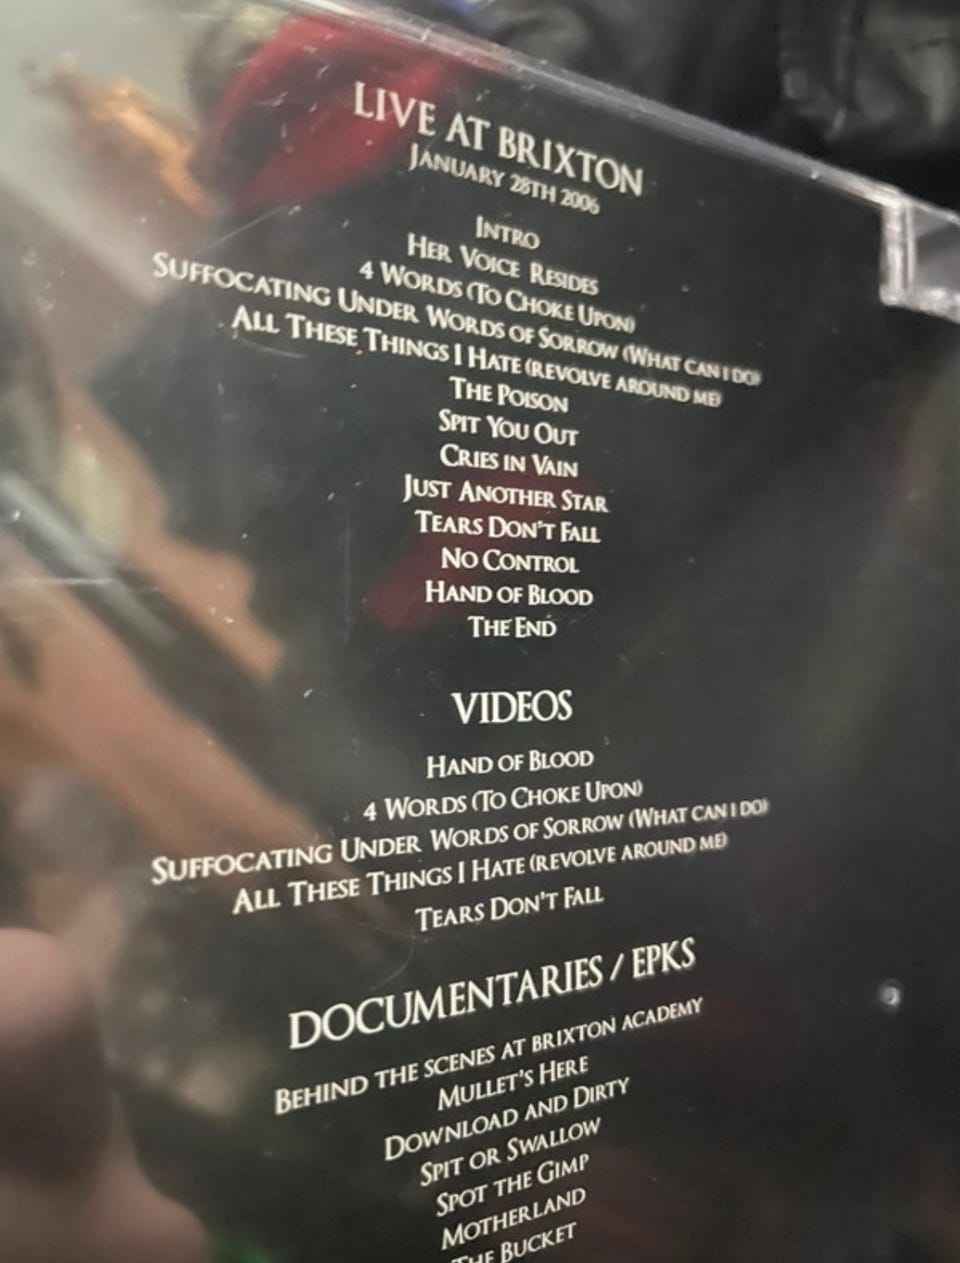 LIVE AT BRIXTON
JANUARY 28TH 2006
INTRO
HER VOICE RESIDES
4 WORDS (TO CHOKE UPON)
SUFFOCATING UNDER WORDS OF SORROW (WHAT CAN I DO)
ALL THESE THINGS I HATE (REVOLVE AROUND ME)
THE POISON
SPIT YOU OUT
CRIES IN VAIN
JUST ANOTHER STAR
TEARS DON'T FALL
NO CONTROL
HAND OF BLOOD
THE END
VIDEOS
HAND OF BLOOD
4 WORDS (TO CHOKE UPON)
SUFFOCATING UNDER WORDS OF SORROW (WHAT CAN I DO)
ALL THESE THINGS I HATE (REVOLVE AROUND ME)
TEARS DON'T FALL
DOCUMENTARIES / EPKS
BEHIND THE SCENES AT BRIXTON ACADEMY
MULLET'S HERE
DOWNLOAD AND DIRTY
SPIT OR SWALLOW
SPOT THE GIMP
MOTHERLAND
THE BUCKET